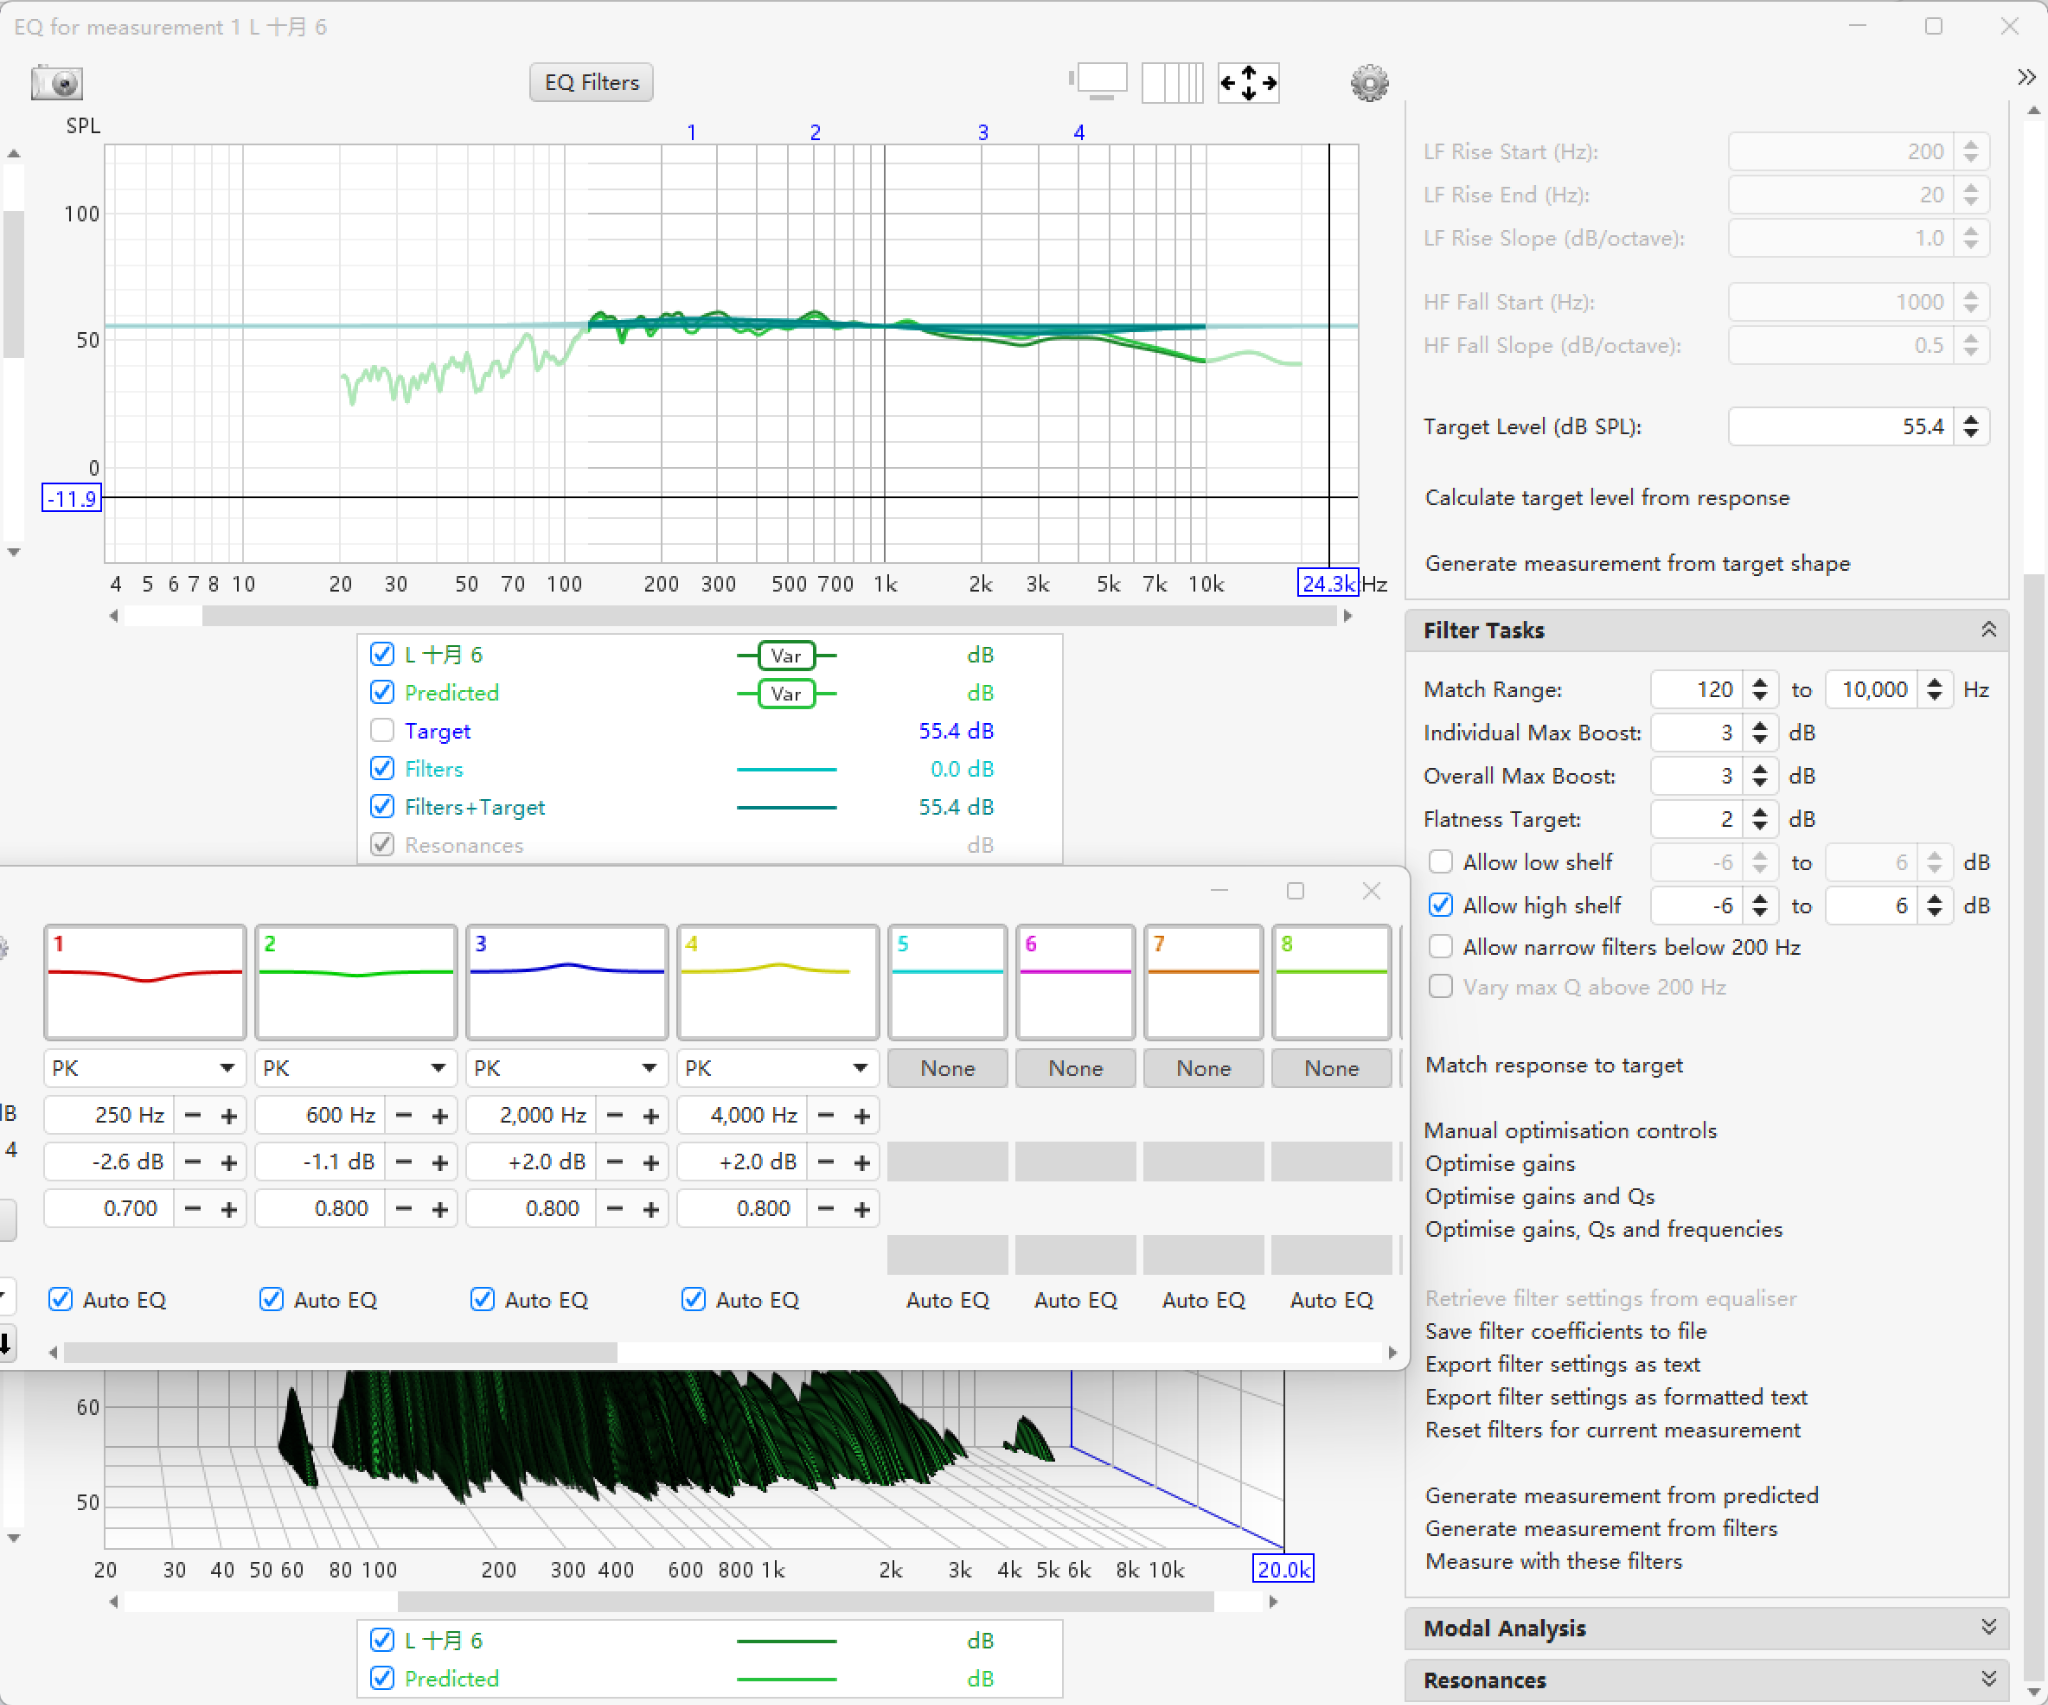 EQ for measurement 1 L 十月 6
EQ Filters
SPL
1 2 3 4
100
50
0
-11.9
4 5 6 7 8 10 20 30 50 70 100 200 300 500 700 1k 2k 3k 5k 7k 10k 24.3k Hz
L 十月 6 Var dB
Predicted Var dB
Target 55.4 dB
Filters 0.0 dB
Filters+Target 55.4 dB
Resonances dB
LF Rise Start (Hz): 200
LF Rise End (Hz): 20
LF Rise Slope (dB/octave): 1.0
HF Fall Start (Hz): 1000
HF Fall Slope (dB/octave): 0.5
Target Level (dB SPL): 55.4
Calculate target level from response
Generate measurement from target shape
Filter Tasks
Match Range: 120 to 10,000 Hz
Individual Max Boost: 3 dB
Overall Max Boost: 3 dB
Flatness Target: 2 dB
Allow low shelf -6 to 6 dB
Allow high shelf -6 to 6 dB
Allow narrow filters below 200 Hz
Vary max Q above 200 Hz
Match response to target
Manual optimisation controls
Optimise gains
Optimise gains and Qs
Optimise gains, Qs and frequencies
Retrieve filter settings from equaliser
Save filter coefficients to file
Export filter settings as text
Export filter settings as formatted text
Reset filters for current measurement
Generate measurement from predicted
Generate measurement from filters
Measure with these filters
Modal Analysis
Resonances
1 2 3 4 5 6 7 8
PK PK PK PK None None None None
250 Hz 600 Hz 2,000 Hz 4,000 Hz
-2.6 dB -1.1 dB +2.0 dB +2.0 dB
4
0.700 0.800 0.800 0.800
Auto EQ Auto EQ Auto EQ Auto EQ Auto EQ Auto EQ Auto EQ Auto EQ
60
50
20 30 40 50 60 80 100 200 300 400 600 800 1k 2k 3k 4k 5k 6k 8k 10k 20.0k
L 十月 6 dB
Predicted dB